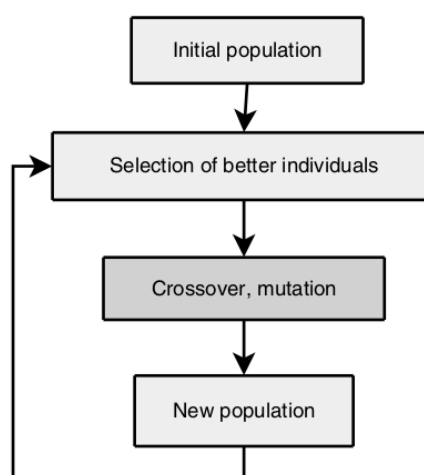 Initial population
Selection of better individuals
Crossover, mutation
New population